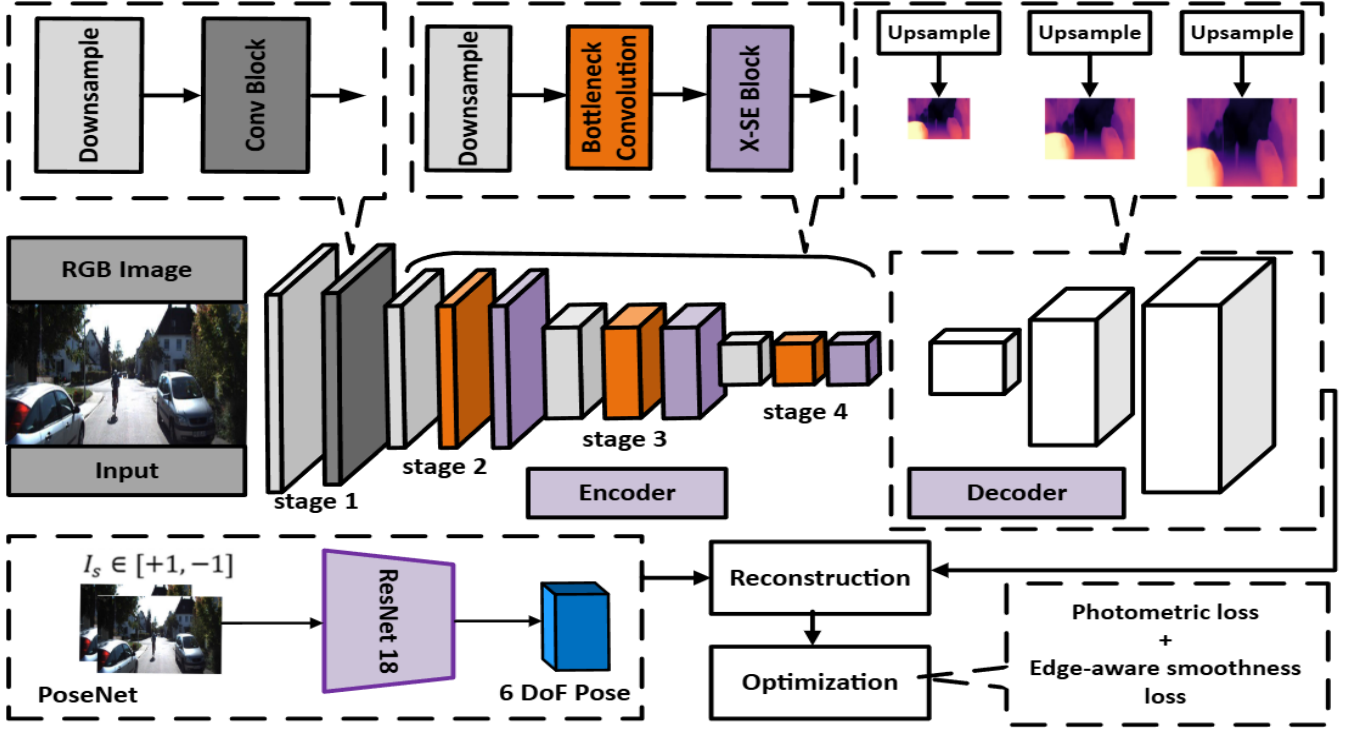 Downsample
Conv Block
Downsample
Bottleneck
Convolution
X-SE Block
Upsample
Upsample
Upsample
RGB Image
Input
stage 1
stage 2
stage 3
stage 4
Encoder
Decoder
I_s ∈ [+1, −1]
ResNet 18
PoseNet
6 DoF Pose
Reconstruction
Optimization
Photometric loss
+
Edge-aware smoothness
loss